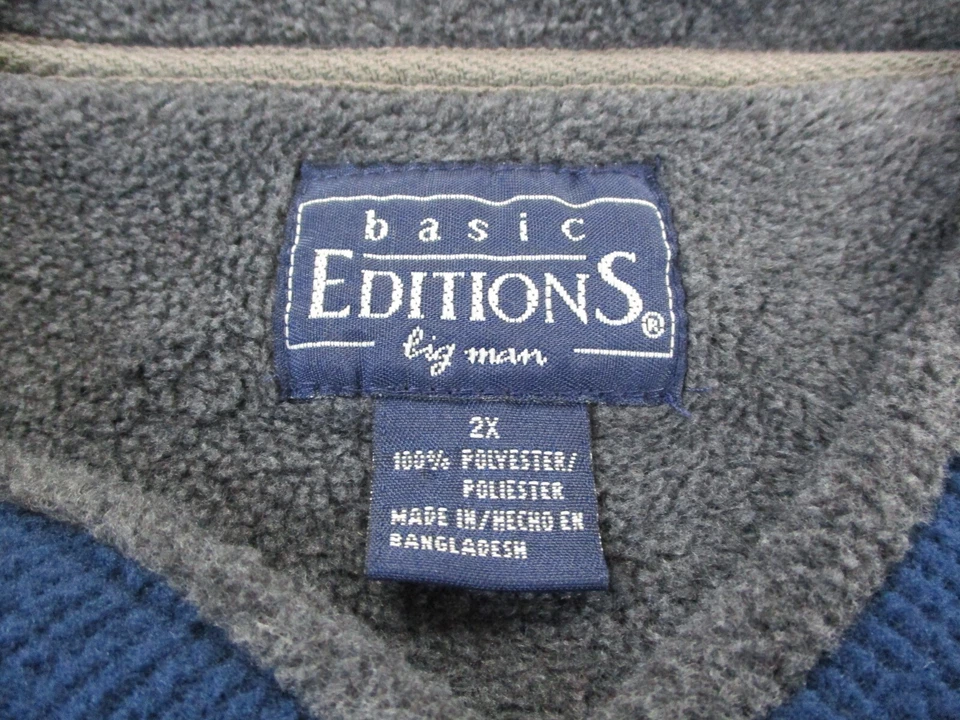 basic
EDITIONS®
big man
2X
100% POLYESTER/
POLIESTER
MADE IN/HECHO EN
BANGLADESH